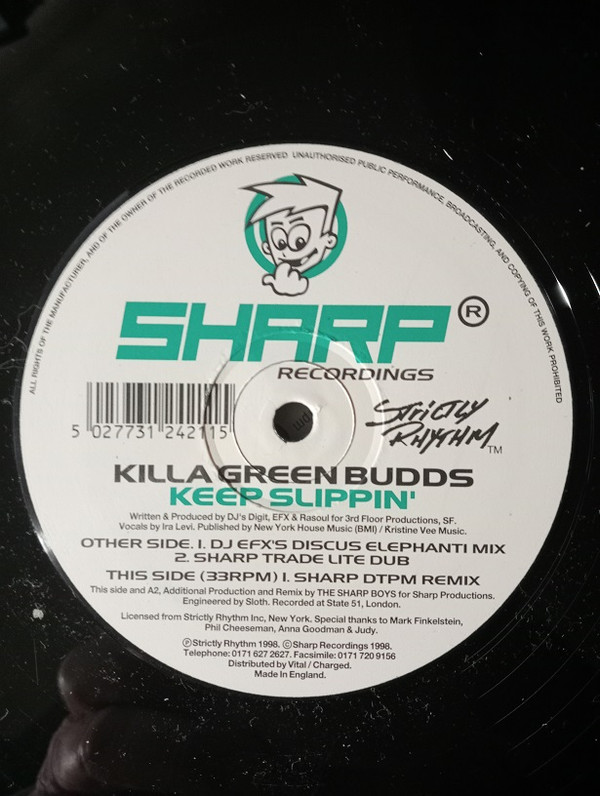 ALL RIGHTS OF THE MANUFACTURER, AND OF THE OWNER OF THE RECORDED WORK RESERVED UNAUTHORISED PUBLIC PERFORMANCE, BROADCASTING, AND COPYING OF THIS WORK PROHIBITED
SHARP ®
RECORDINGS
5 027731 242115
STRICTLY
RHYTHM TM
KILLA GREEN BUDDS
KEEP SLIPPIN'
Written & Produced by DJ's Digit, EFX & Rasoul for 3rd Floor Productions, SF.
Vocals by Ira Levi. Published by New York House Music (BMI) / Kristine Vee Music.
OTHER SIDE. 1. DJ EFX'S DISCUS ELEPHANTI MIX
2. SHARP TRADE LITE DUB
THIS SIDE (33RPM) 1. SHARP DTPM REMIX
This side and A2, Additional Production and Remix by THE SHARP BOYS for Sharp Productions.
Engineered by Sloth. Recorded at State 51, London.
Licensed from Strictly Rhythm Inc, New York. Special thanks to Mark Finkelstein,
Phil Cheeseman, Anna Goodman & Judy.
ⓅStrictly Rhythm 1998. ©Sharp Recordings 1998.
Telephone: 0171 627 2627. Facsimile: 0171 720 9156
Distributed by Vital / Charged.
Made In England.